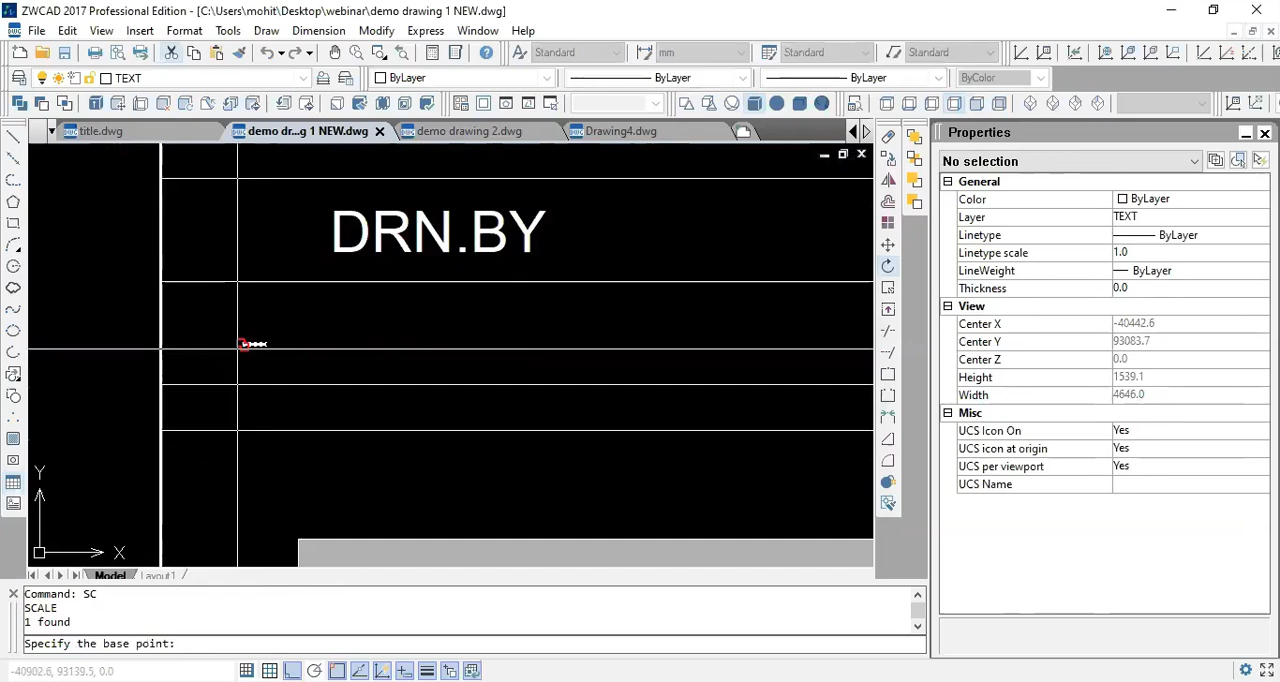 ZWCAD 2017 Professional Edition - [C:\Users\mohit\Desktop\webinar\demo drawing 1 NEW.dwg]
File Edit View Insert Format Tools Draw Dimension Modify Express Window Help
Standard mm Standard Standard
TEXT ByLayer ByLayer ByLayer ByColor
title.dwg demo dr...g 1 NEW.dwg demo drawing 2.dwg Drawing4.dwg
DRN.BY
Y
X
Model Layout1
Command: SC
SCALE
1 found
Specify the base point:
-40902.6, 93139.5, 0.0
Properties
No selection
General
Color ByLayer
Layer TEXT
Linetype ByLayer
Linetype scale 1.0
LineWeight ByLayer
Thickness 0.0
View
Center X -40442.6
Center Y 93083.7
Center Z 0.0
Height 1539.1
Width 4646.0
Misc
UCS Icon On Yes
UCS icon at origin Yes
UCS per viewport Yes
UCS Name